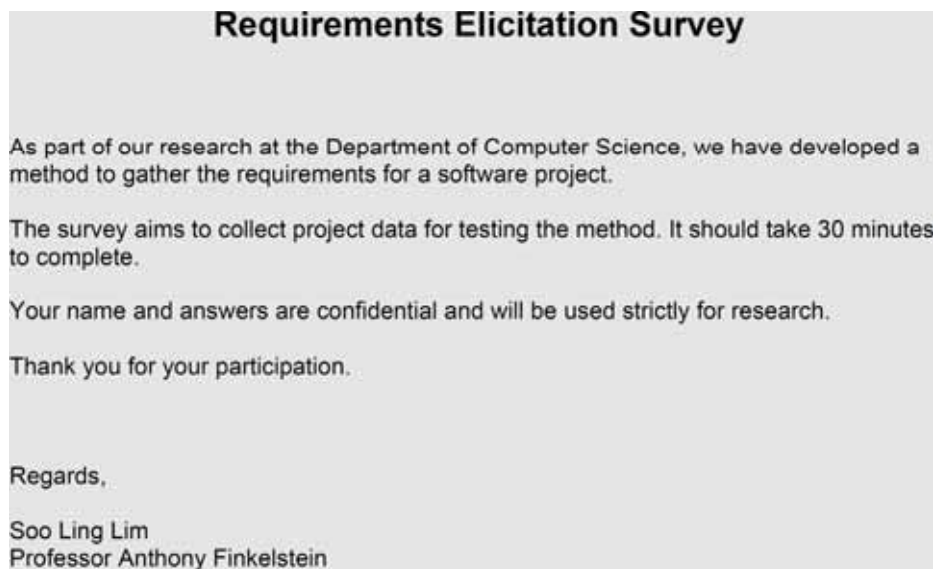 Requirements Elicitation Survey
As part of our research at the Department of Computer Science, we have developed a
method to gather the requirements for a software project.
The survey aims to collect project data for testing the method. It should take 30 minutes
to complete.
Your name and answers are confidential and will be used strictly for research.
Thank you for your participation.
Regards,
Soo Ling Lim
Professor Anthony Finkelstein